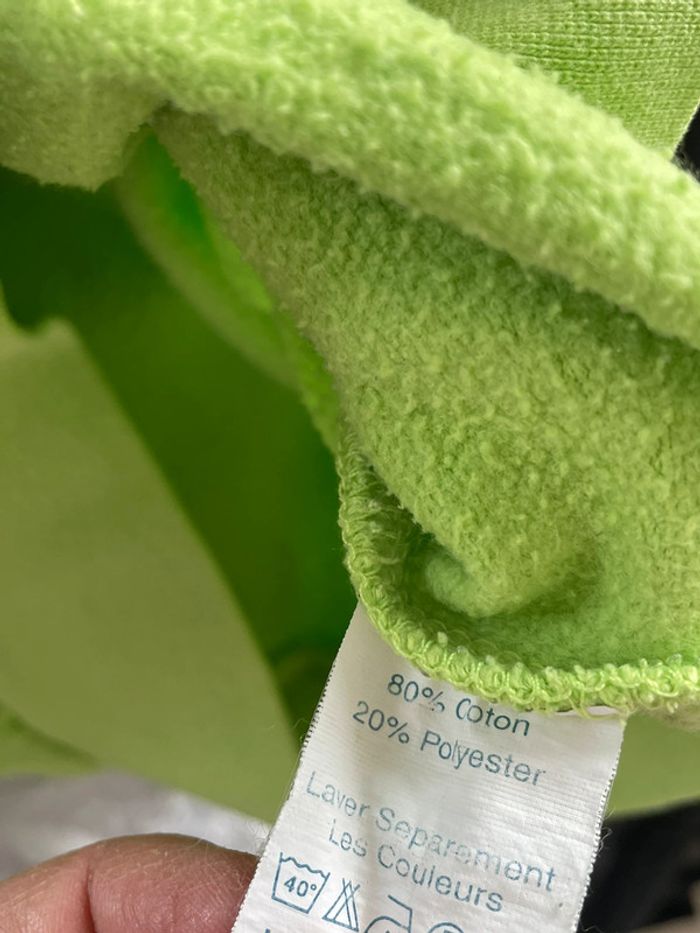 80% Coton
20% Polyester
Laver Separement
Les Couleurs
40°